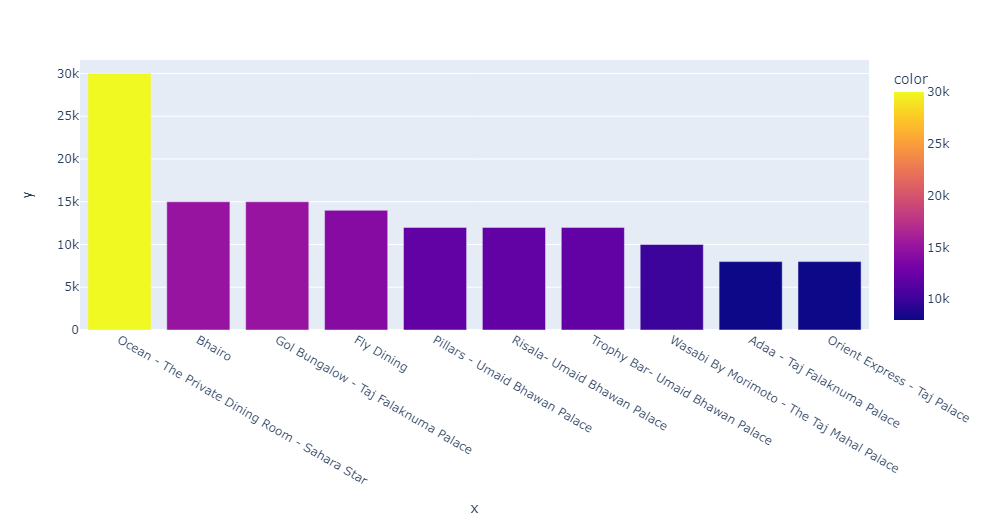 30k
25k
20k
15k
10k
5k
0
y
Ocean - The Private Dining Room - Sahara Star
Bhairo
Gol Bungalow - Taj Falaknuma Palace
Fly Dining
Pillars - Umaid Bhawan Palace
Risala- Umaid Bhawan Palace
Trophy Bar- Umaid Bhawan Palace
Wasabi By Morimoto - The Taj Mahal Palace
Adaa - Taj Falaknuma Palace
Orient Express - Taj Palace
x
color
30k
25k
20k
15k
10k